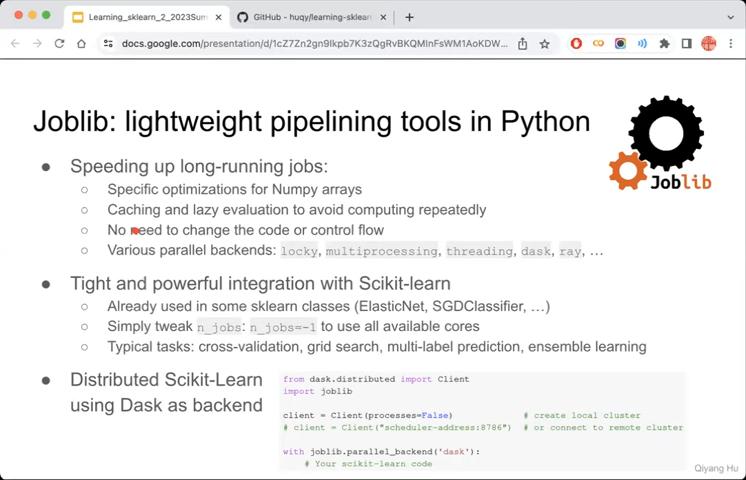 Learning_sklearn_2_2023Sum
GitHub - huqy/learning-sklearn
docs.google.com/presentation/d/1cZ7Zn2gn9Ikpb7K3zQgRvBKQMlnFsWM1AoKDW...
Joblib: lightweight pipelining tools in Python
Joblib
● Speeding up long-running jobs:
○ Specific optimizations for Numpy arrays
○ Caching and lazy evaluation to avoid computing repeatedly
○ No need to change the code or control flow
○ Various parallel backends: locky, multiprocessing, threading, dask, ray, …
● Tight and powerful integration with Scikit-learn
○ Already used in some sklearn classes (ElasticNet, SGDClassifier, …)
○ Simply tweak n_jobs: n_jobs=-1 to use all available cores
○ Typical tasks: cross-validation, grid search, multi-label prediction, ensemble learning
● Distributed Scikit-Learn
using Dask as backend
from dask.distributed import Client
import joblib
client = Client(processes=False) # create local cluster
# client = Client("scheduler-address:8786") # or connect to remote cluster
with joblib.parallel_backend('dask'):
# Your scikit-learn code
Qiyang Hu